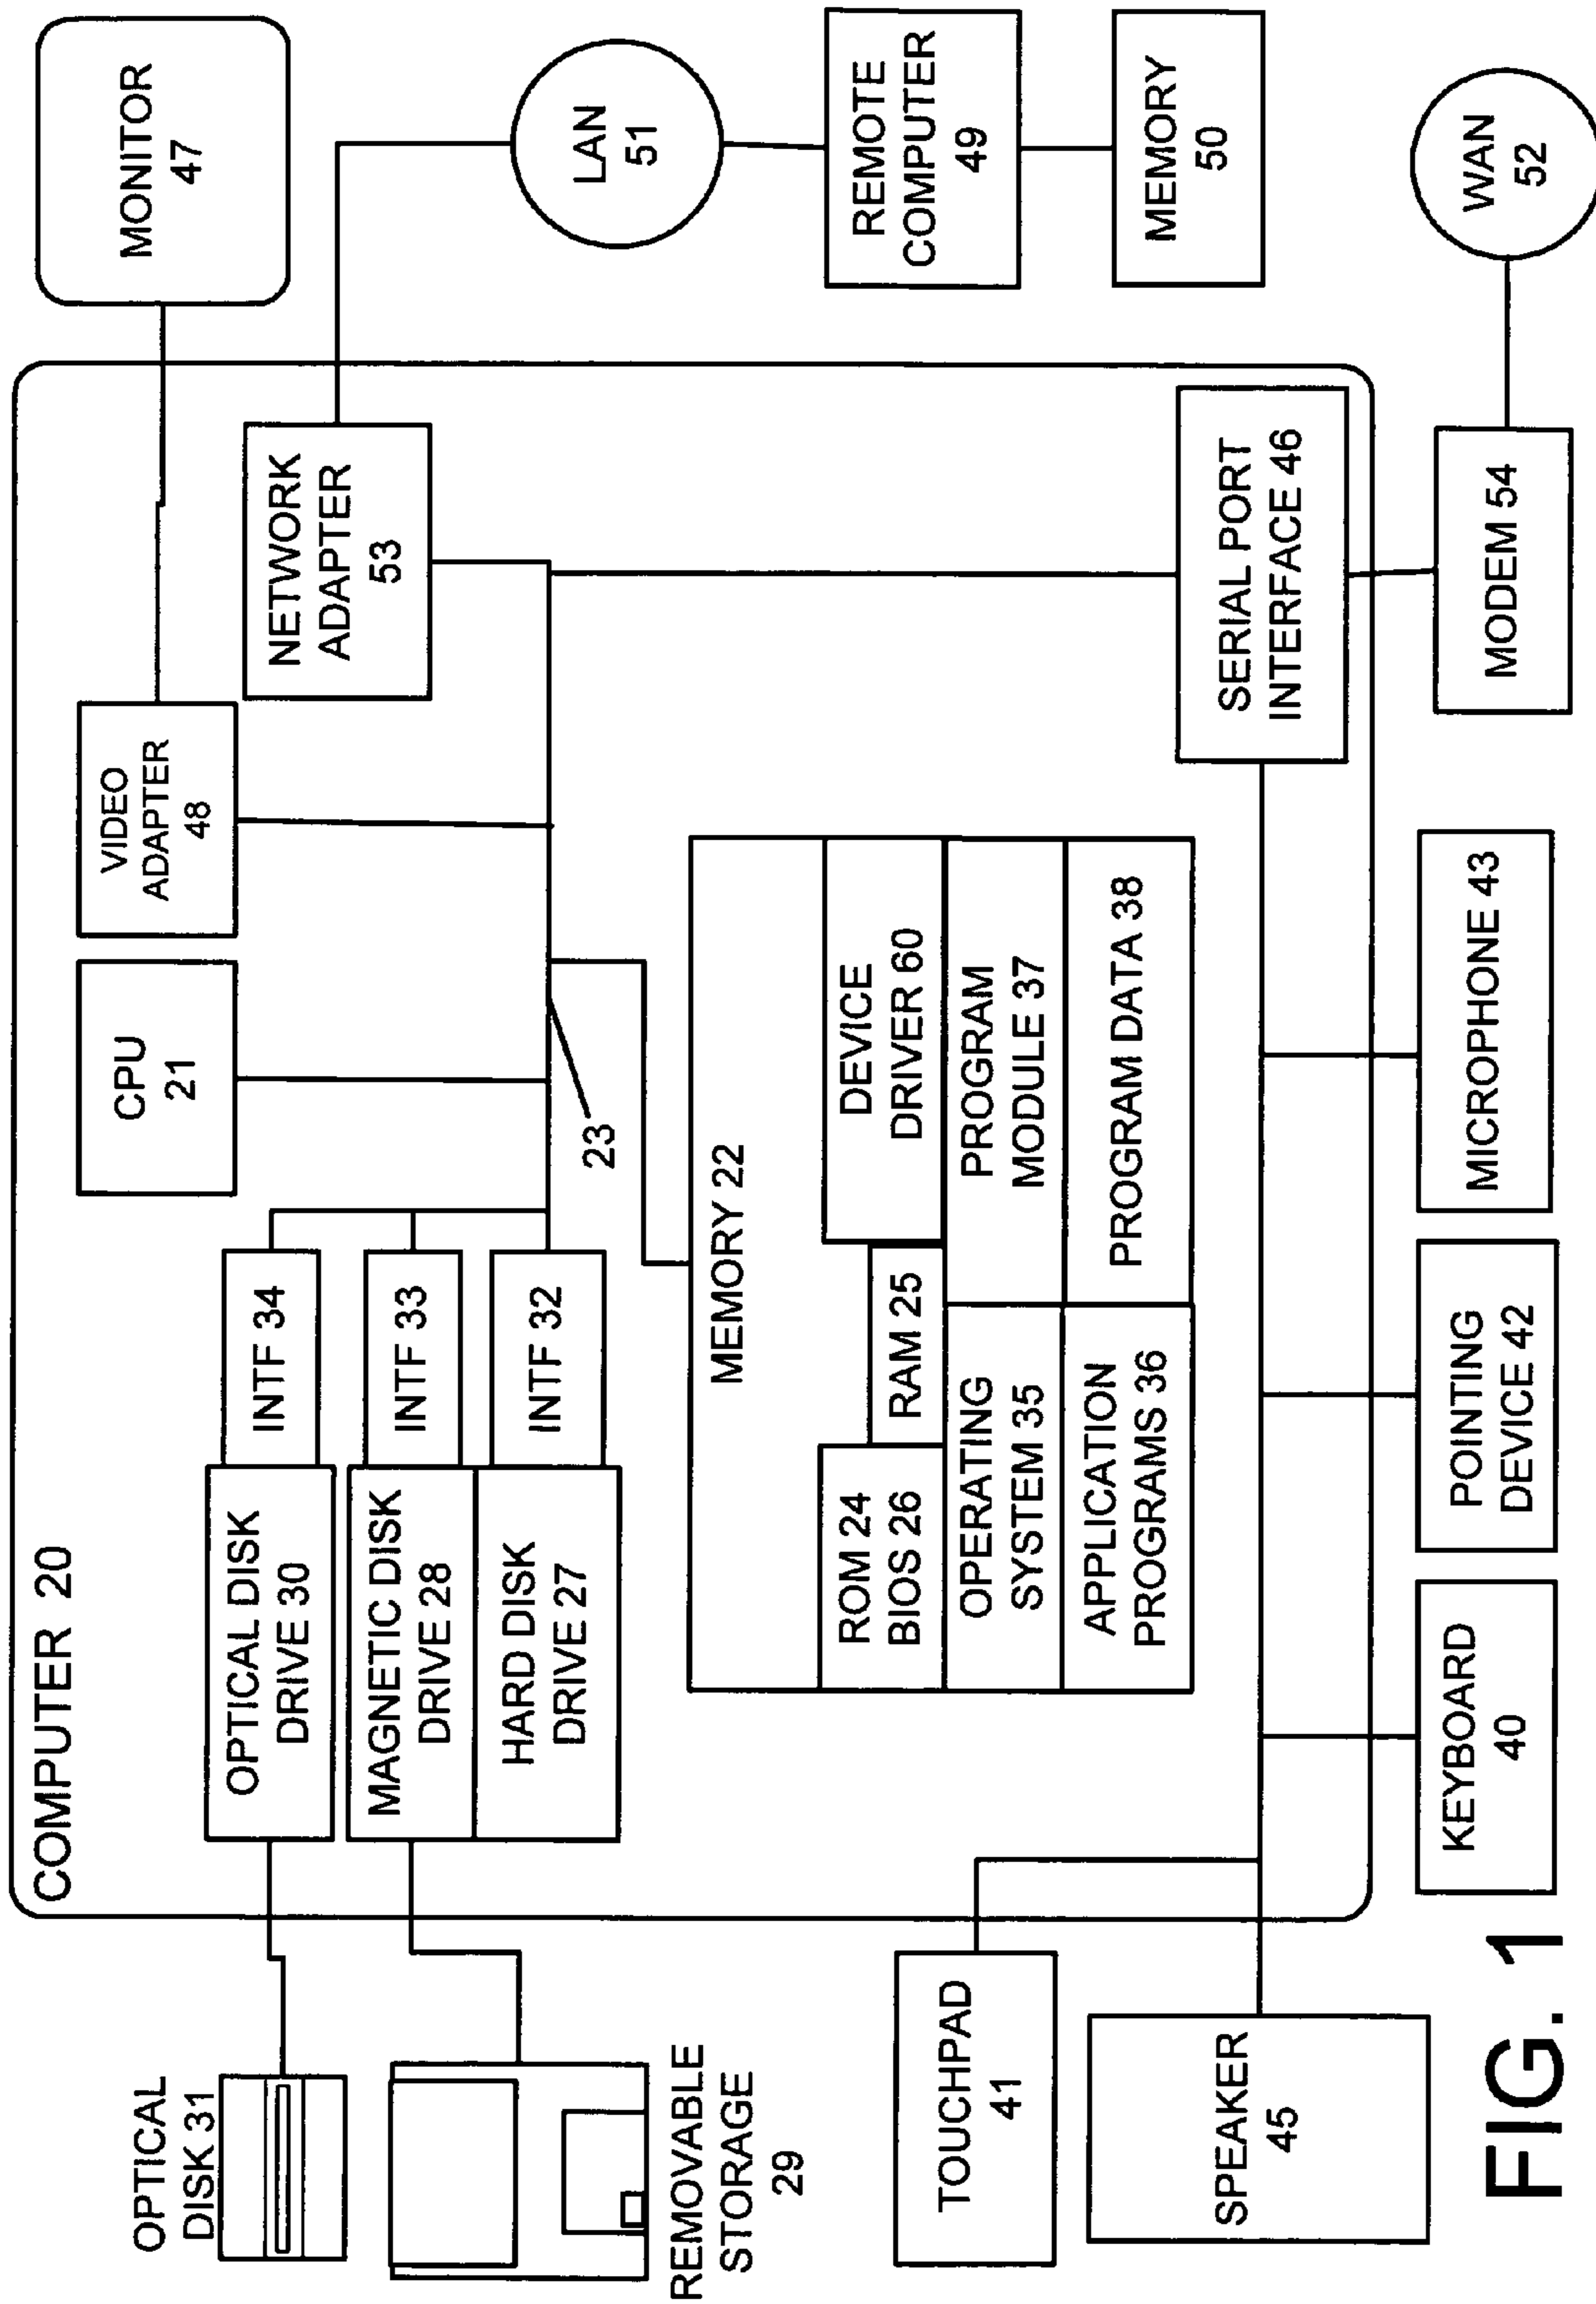 COMPUTER 20
MONITOR
47
VIDEO
ADAPTER
48
CPU
21
NETWORK
ADAPTER
53
OPTICAL
DISK 31
OPTICAL DISK
DRIVE 30
INTF 34
MAGNETIC DISK
DRIVE 28
INTF 33
HARD DISK
DRIVE 27
INTF 32
23
LAN
51
REMOVABLE
STORAGE
29
MEMORY 22
ROM 24
BIOS 26
RAM 25
DEVICE
DRIVER 60
OPERATING
SYSTEM 35
PROGRAM
MODULE 37
APPLICATION
PROGRAMS 36
PROGRAM DATA 38
REMOTE
COMPUTER
49
MEMORY
50
TOUCHPAD
41
SPEAKER
45
SERIAL PORT
INTERFACE 46
KEYBOARD
40
POINTING
DEVICE 42
MICROPHONE 43
MODEM 54
WAN
52
FIG. 1